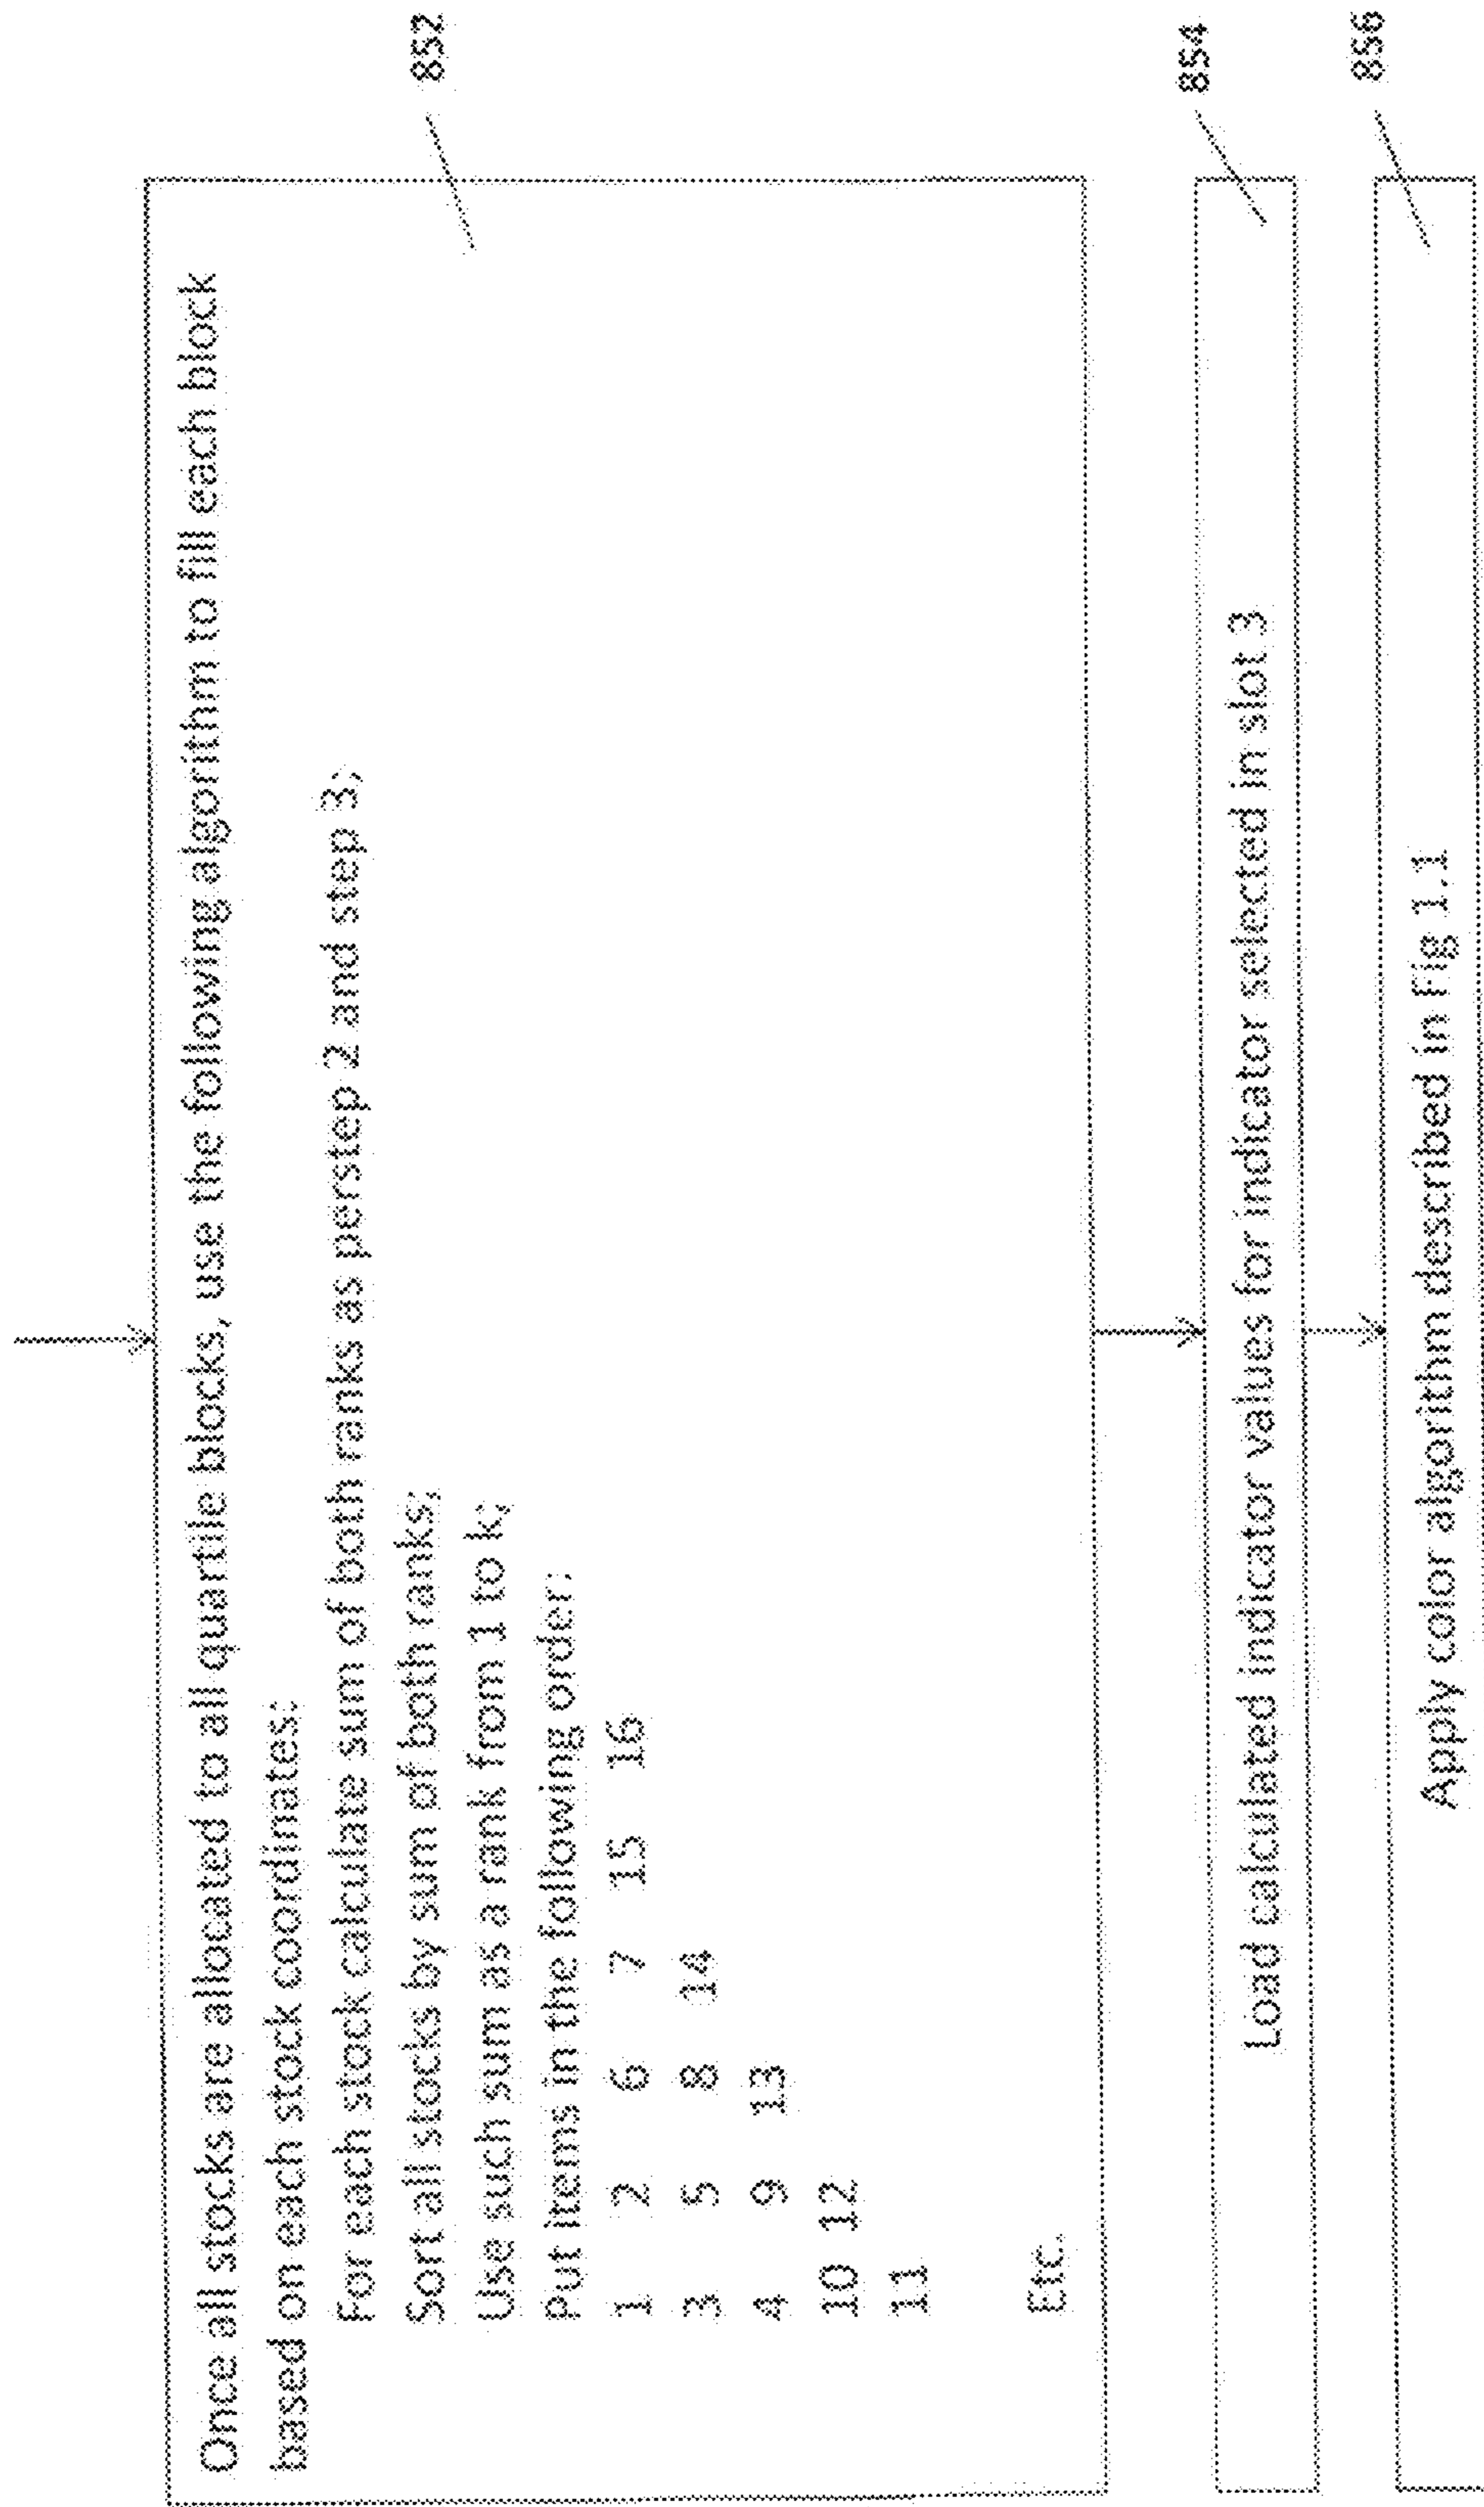 852
Once all stocks are allocated to all quartile blocks, use the following algorithm to fill each block
based on each stock coordinates:
For each stock calculate sum of both ranks as perstep 2 and step 3;
Sort all stocks by sum of both ranks;
Use such sum as a rank from 1 to k;
Put items in the following order:
1 2 6 7 15 16
3 5 8 14
4 9 13
10 12
11
Etc.
854
Load calculated indicator values for indicator selected in slot 3
856
Apply color algorithm described in Fig 1.1